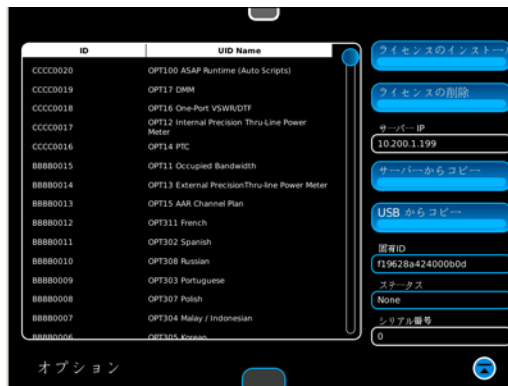 ID UID Name
CCCC0020 OPT100 ASAP Runtime (Auto Scripts)
CCCC0019 OPT17 DMM
CCCC0018 OPT16 One-Port VSWR/DTF
CCCC0017 OPT12 Internal Precision Thru-Line Power
Meter
CCCC0016 OPT14 PTC
BBBB0015 OPT11 Occupied Bandwidth
BBBB0014 OPT13 External PrecisionThru-line Power Meter
BBBB0013 OPT15 AAR Channel Plan
BBBB0012 OPT311 French
BBBB0011 OPT302 Spanish
BBBB0010 OPT308 Russian
BBBB0009 OPT303 Portuguese
BBBB0008 OPT307 Polish
BBBB0007 OPT304 Malay / Indonesian
BBBB0006 OPT305 Korean
ライセンスのインストール
ライセンスの削除
サーバー IP
10.200.1.199
サーバーからコピー
USB からコピー
固有ID
f19628a424000b0d
ステータス
None
シリアル番号
0
オプション